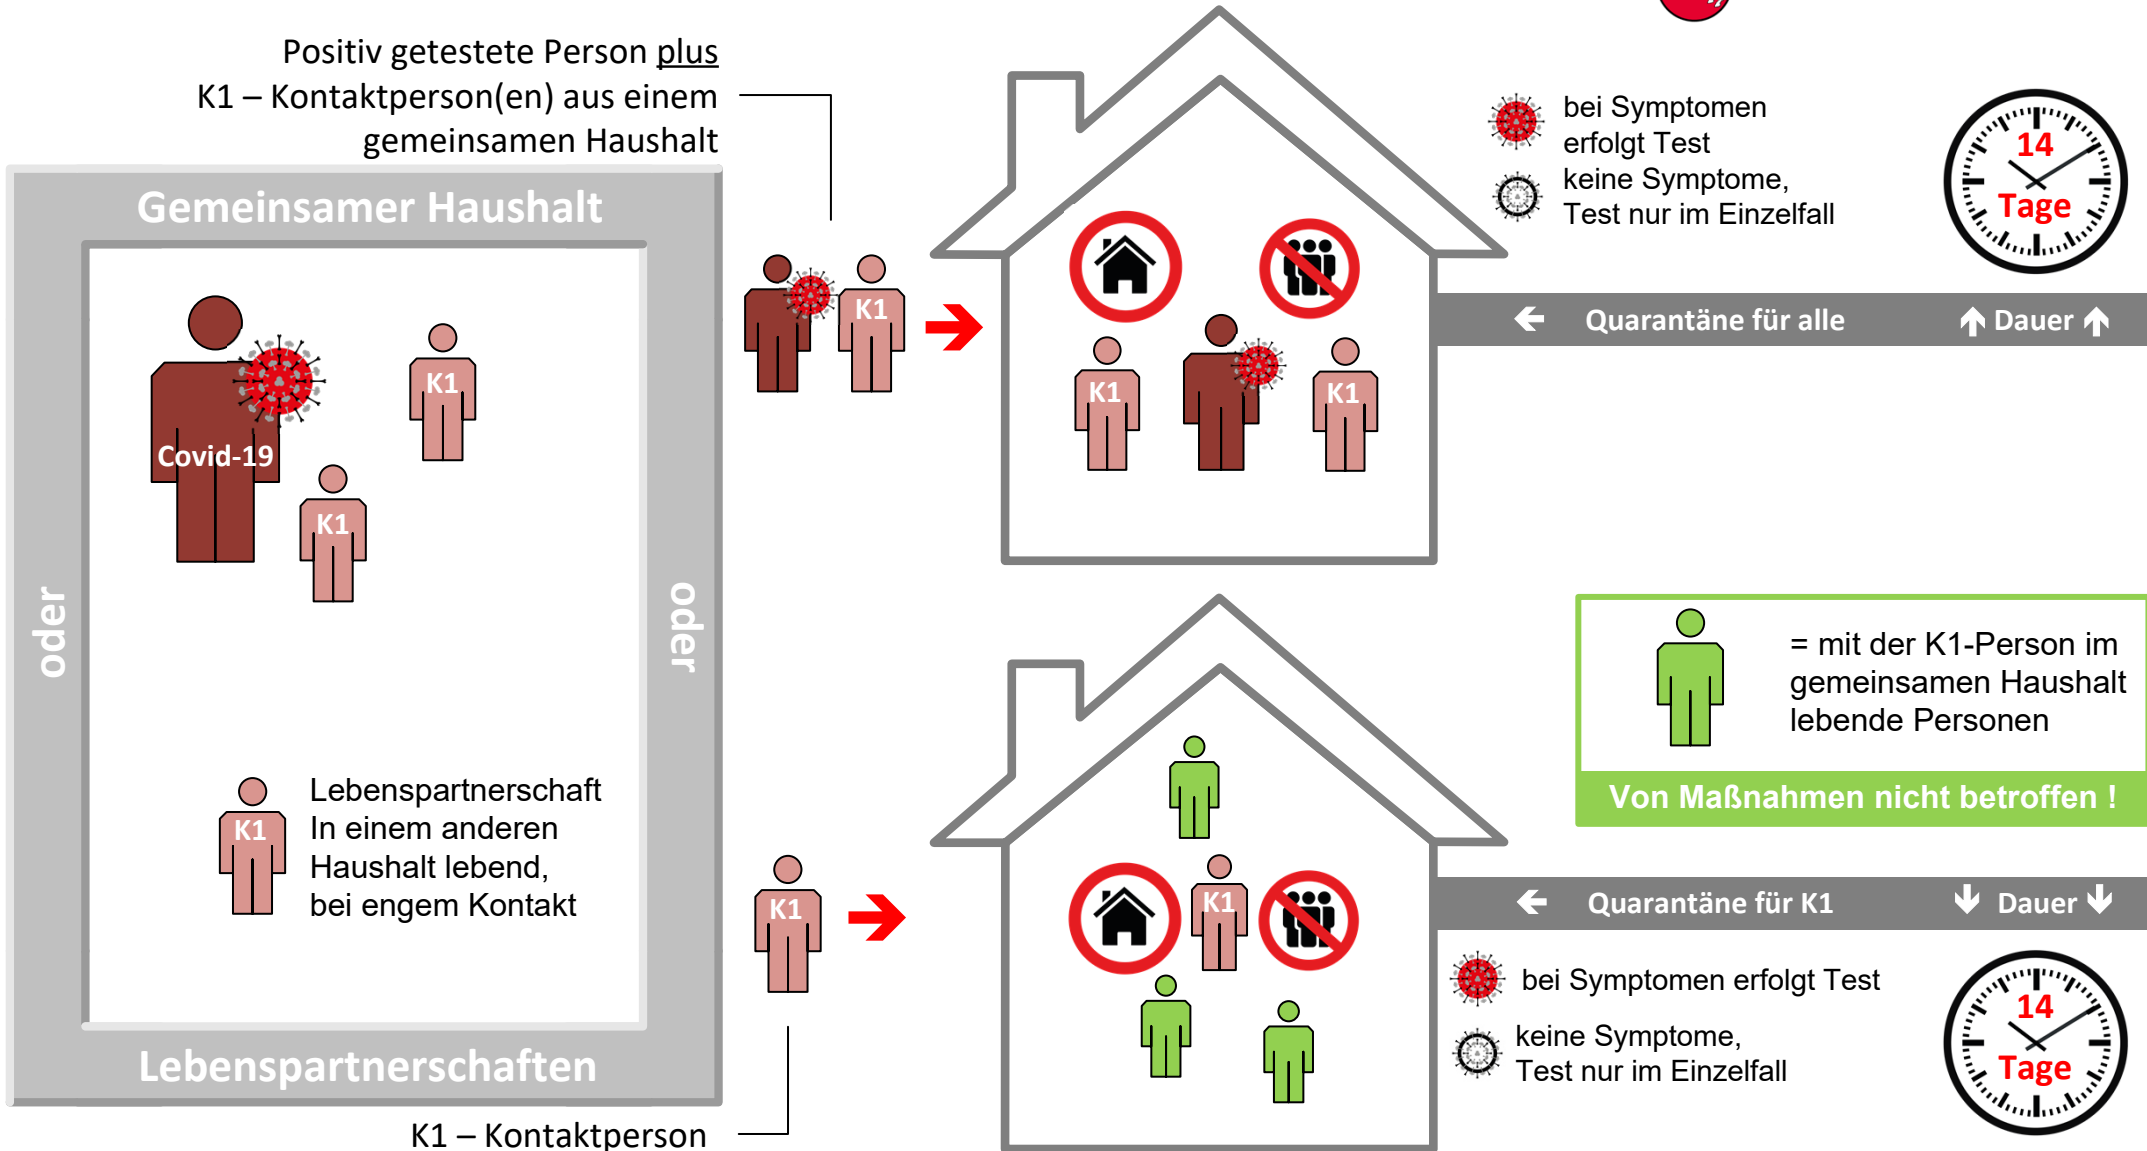 Positiv getestete Person plus
K1 – Kontaktperson(en) aus einem
gemeinsamen Haushalt
Gemeinsamer Haushalt
oder
oder
Covid-19
K1
K1
Lebenspartnerschaft
In einem anderen
Haushalt lebend,
bei engem Kontakt
K1
Lebenspartnerschaften
K1 – Kontaktperson
K1
K1
K1
K1
bei Symptomen
erfolgt Test
keine Symptome,
Test nur im Einzelfall
14
Tage
Quarantäne für alle
Dauer
= mit der K1-Person im
gemeinsamen Haushalt
lebende Personen
Von Maßnahmen nicht betroffen !
K1
Quarantäne für K1
Dauer
bei Symptomen erfolgt Test
keine Symptome,
Test nur im Einzelfall
14
Tage